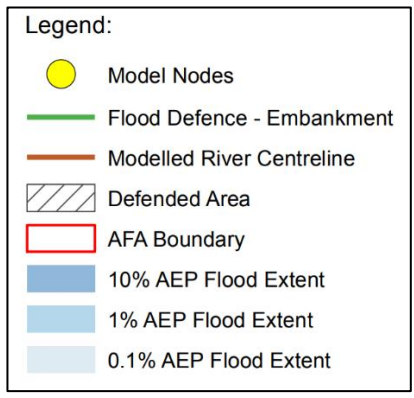 Legend:
Model Nodes
Flood Defence - Embankment
Modelled River Centreline
Defended Area
AFA Boundary
10% AEP Flood Extent
1% AEP Flood Extent
0.1% AEP Flood Extent